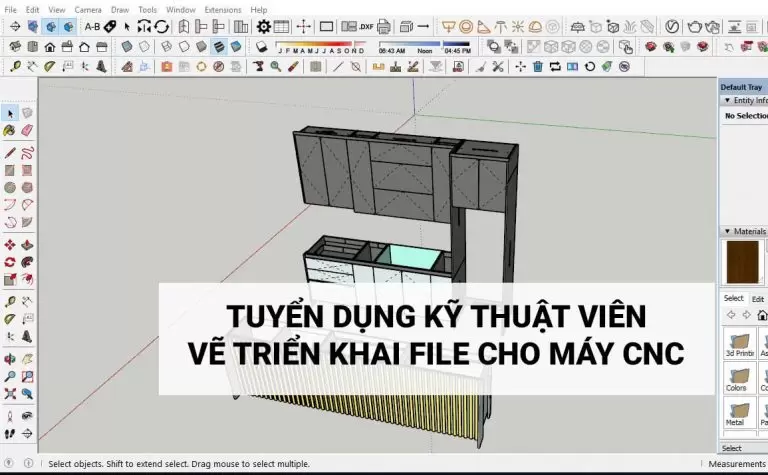 File Edit View Camera Draw Tools Window Extensions Help
A-B
.DXF
J F M A M J J A S O N D
06:43 AM Noon 04:45 PM
Default Tray
Entity Info
No Selection
Materials
Select Edit
3d Printi
Colors
Metal
Select
TUYỂN DỤNG KỸ THUẬT VIÊN
VẼ TRIỂN KHAI FILE CHO MÁY CNC
Select objects. Shift to extend select. Drag mouse to select multiple.
Measurements